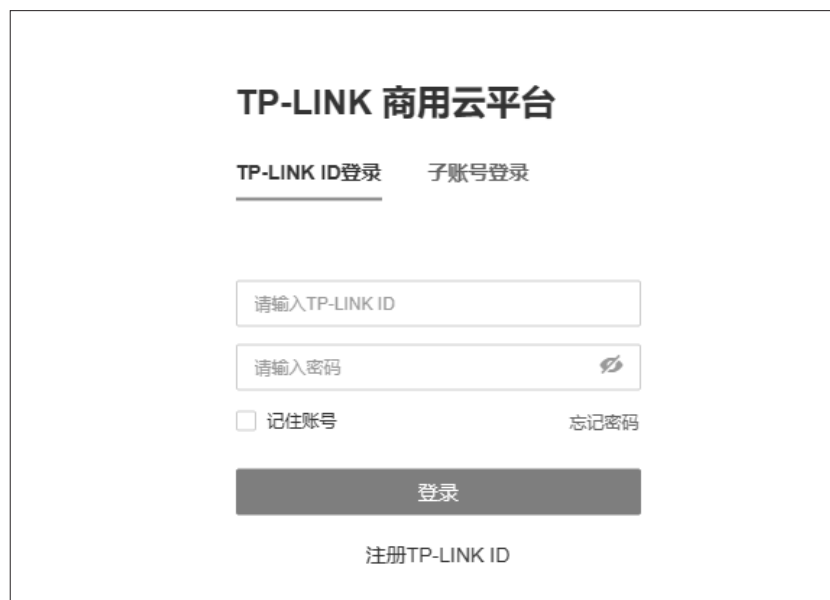 TP-LINK 商用云平台
TP-LINK ID登录 子账号登录
请输入TP-LINK ID
请输入密码
记住账号 忘记密码
登录
注册TP-LINK ID